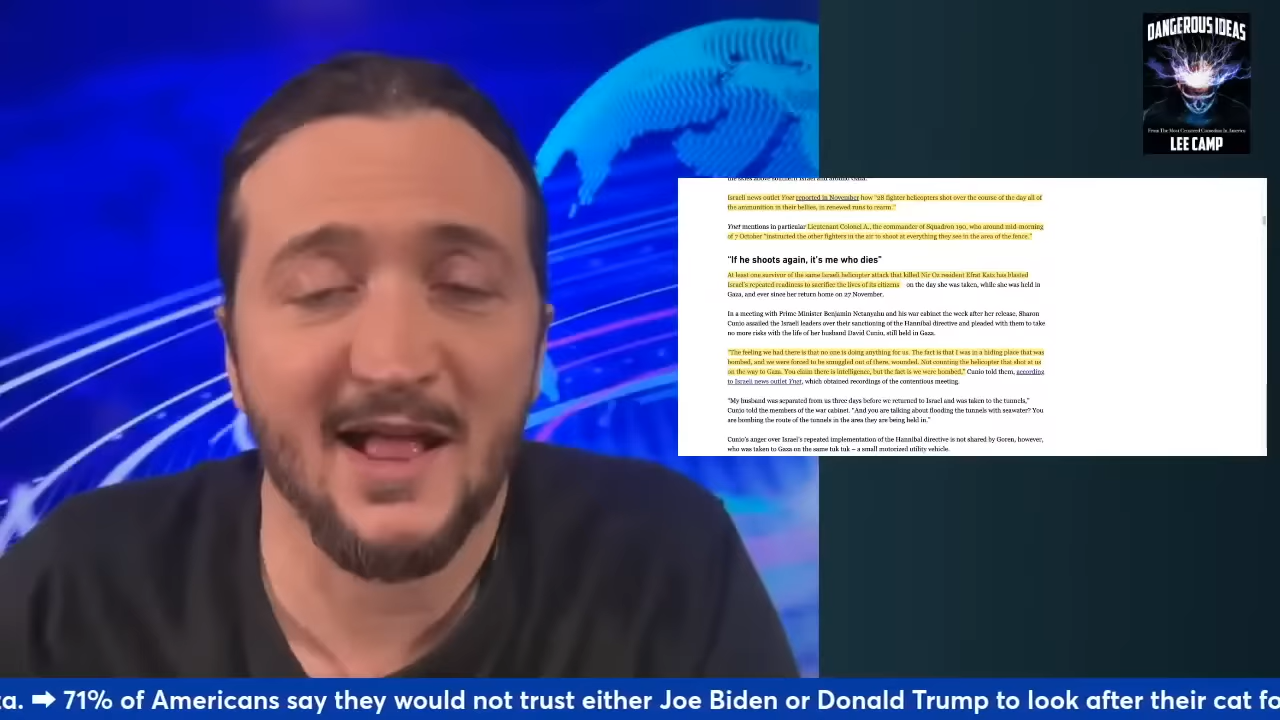 DANGEROUS IDEAS
From The Most Censored Comedian In America
LEE CAMP
the skies above southern Israel and around Gaza.
Israeli news outlet Ynet reported in November how "28 fighter helicopters shot over the course of the day all of
the ammunition in their bellies, in renewed runs to rearm."
Ynet mentions in particular Lieutenant Colonel A., the commander of Squadron 190, who around mid-morning
of 7 October "instructed the other fighters in the air to shoot at everything they see in the area of the fence."
"If he shoots again, it's me who dies"
At least one survivor of the same Israeli helicopter attack that killed Nir Oz resident Efrat Katz has blasted
Israel's repeated readiness to sacrifice the lives of its citizens on the day she was taken, while she was held in
Gaza, and ever since her return home on 27 November.
In a meeting with Prime Minister Benjamin Netanyahu and his war cabinet the week after her release, Sharon
Cunio assailed the Israeli leaders over their sanctioning of the Hannibal directive and pleaded with them to take
no more risks with the life of her husband David Cunio, still held in Gaza.
"The feeling we had there is that no one is doing anything for us. The fact is that I was in a hiding place that was
bombed, and we were forced to be smuggled out of there, wounded. Not counting the helicopter that shot at us
on the way to Gaza. You claim there is intelligence, but the fact is we were bombed," Cunio told them, according
to Israeli news outlet Ynet, which obtained recordings of the contentious meeting.
"My husband was separated from us three days before we returned to Israel and was taken to the tunnels,"
Cunio told the members of the war cabinet. "And you are talking about flooding the tunnels with seawater? You
are bombing the route of the tunnels in the area they are being held in."
Cunio's anger over Israel's repeated implementation of the Hannibal directive is not shared by Goren, however,
who was taken to Gaza on the same tuk tuk – a small motorized utility vehicle.
za. ➡ 71% of Americans say they would not trust either Joe Biden or Donald Trump to look after their cat fo